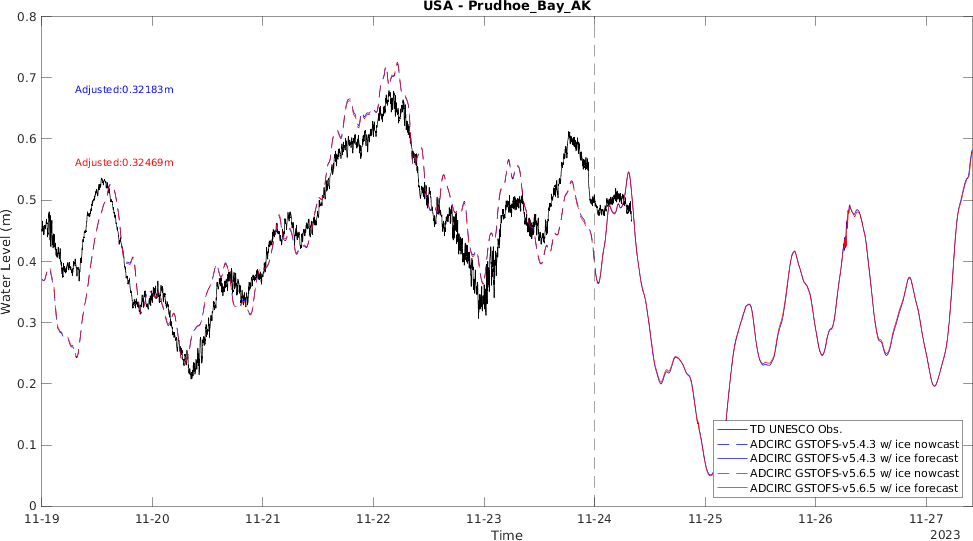 USA - Prudhoe_Bay_AK
0.8
0.7
0.6
0.5
0.4
0.3
0.2
0.1
0
Water Level (m)
Adjusted:0.32183m
Adjusted:0.32469m
TD UNESCO Obs.
ADCIRC GSTOFS-v5.4.3 w/ ice nowcast
ADCIRC GSTOFS-v5.4.3 w/ ice forecast
ADCIRC GSTOFS-v5.6.5 w/ ice nowcast
ADCIRC GSTOFS-v5.6.5 w/ ice forecast
11-19 11-20 11-21 11-22 11-23 11-24 11-25 11-26 11-27
Time
2023